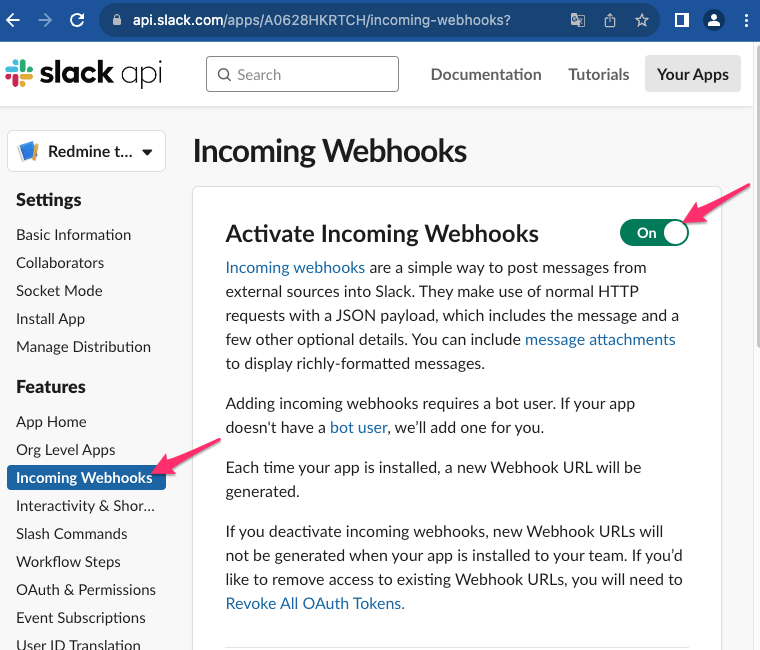 api.slack.com/apps/A0628HKRTCH/incoming-webhooks?
slack api
Search
Documentation
Tutorials
Your Apps
Redmine t...
Settings
Basic Information
Collaborators
Socket Mode
Install App
Manage Distribution
Features
App Home
Org Level Apps
Incoming Webhooks
Interactivity & Shor...
Slash Commands
Workflow Steps
OAuth & Permissions
Event Subscriptions
User ID Translation
Incoming Webhooks
Activate Incoming Webhooks
On
Incoming webhooks are a simple way to post messages from
external sources into Slack. They make use of normal HTTP
requests with a JSON payload, which includes the message and a
few other optional details. You can include message attachments
to display richly-formatted messages.
Adding incoming webhooks requires a bot user. If your app
doesn't have a bot user, we'll add one for you.
Each time your app is installed, a new Webhook URL will be
generated.
If you deactivate incoming webhooks, new Webhook URLs will
not be generated when your app is installed to your team. If you'd
like to remove access to existing Webhook URLs, you will need to
Revoke All OAuth Tokens.